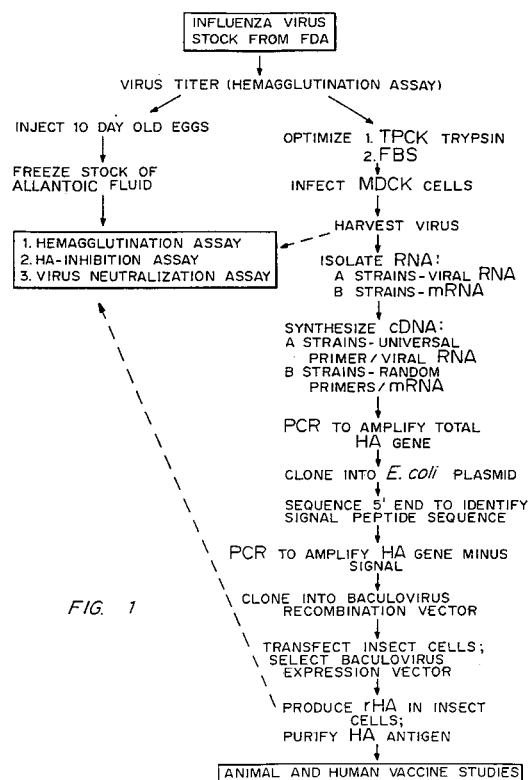 INFLUENZA VIRUS
STOCK FROM FDA
VIRUS TITER (HEMAGGLUTINATION ASSAY)
INJECT 10 DAY OLD EGGS
FREEZE STOCK OF
ALLANTOIC FLUID
1. HEMAGGLUTINATION ASSAY
2. HA-INHIBITION ASSAY
3. VIRUS NEUTRALIZATION ASSAY
OPTIMIZE 1. TPCK TRYPSIN
2. FBS
INFECT MDCK CELLS
HARVEST VIRUS
ISOLATE RNA:
A STRAINS-VIRAL RNA
B STRAINS-mRNA
SYNTHESIZE cDNA:
A STRAINS-UNIVERSAL
PRIMER/VIRAL RNA
B STRAINS-RANDOM
PRIMERS/mRNA
PCR TO AMPLIFY TOTAL
HA GENE
CLONE INTO E. coli PLASMID
SEQUENCE 5' END TO IDENTIFY
SIGNAL PEPTIDE SEQUENCE
PCR TO AMPLIFY HA GENE MINUS
SIGNAL
CLONE INTO BACULOVIRUS
RECOMBINATION VECTOR
TRANSFECT INSECT CELLS;
SELECT BACULOVIRUS
EXPRESSION VECTOR
PRODUCE rHA IN INSECT
CELLS;
PURIFY HA ANTIGEN
ANIMAL AND HUMAN VACCINE STUDIES
FIG. 1